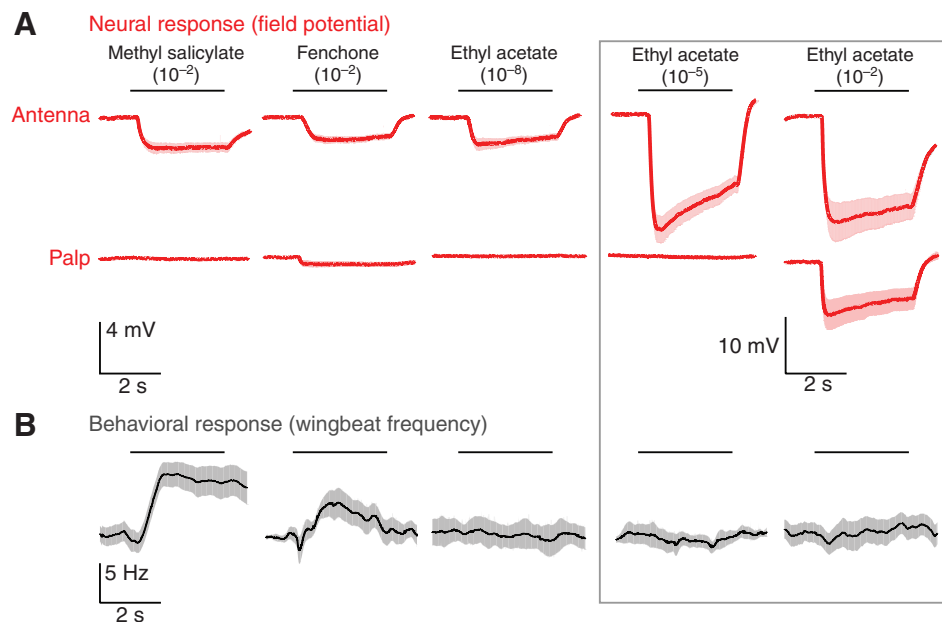 A
Neural response (field potential)
Methyl salicylate
(10⁻²)
Fenchone
(10⁻²)
Ethyl acetate
(10⁻⁸)
Ethyl acetate
(10⁻⁵)
Ethyl acetate
(10⁻²)
Antenna
Palp
4 mV
2 s
10 mV
2 s
B
Behavioral response (wingbeat frequency)
5 Hz
2 s